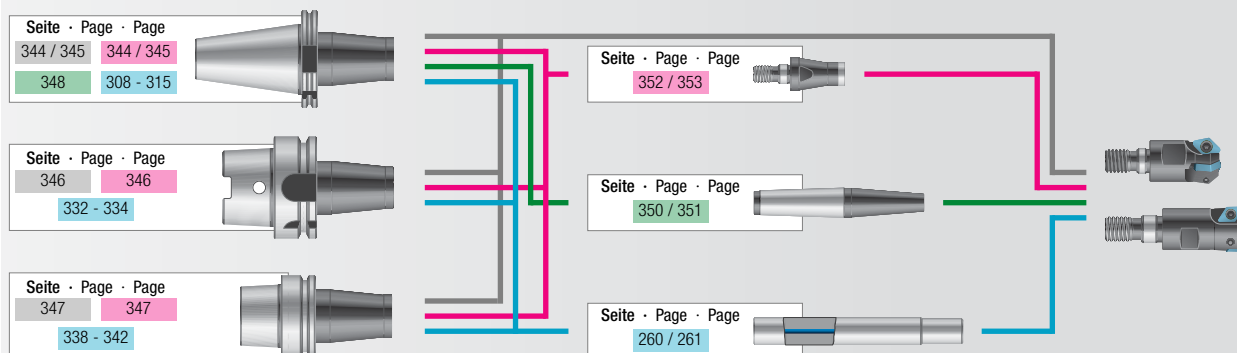 Seite · Page · Page
344 / 345 344 / 345
348 308 - 315
Seite · Page · Page
346 346
332 - 334
Seite · Page · Page
347 347
338 - 342
Seite · Page · Page
352 / 353
Seite · Page · Page
350 / 351
Seite · Page · Page
260 / 261